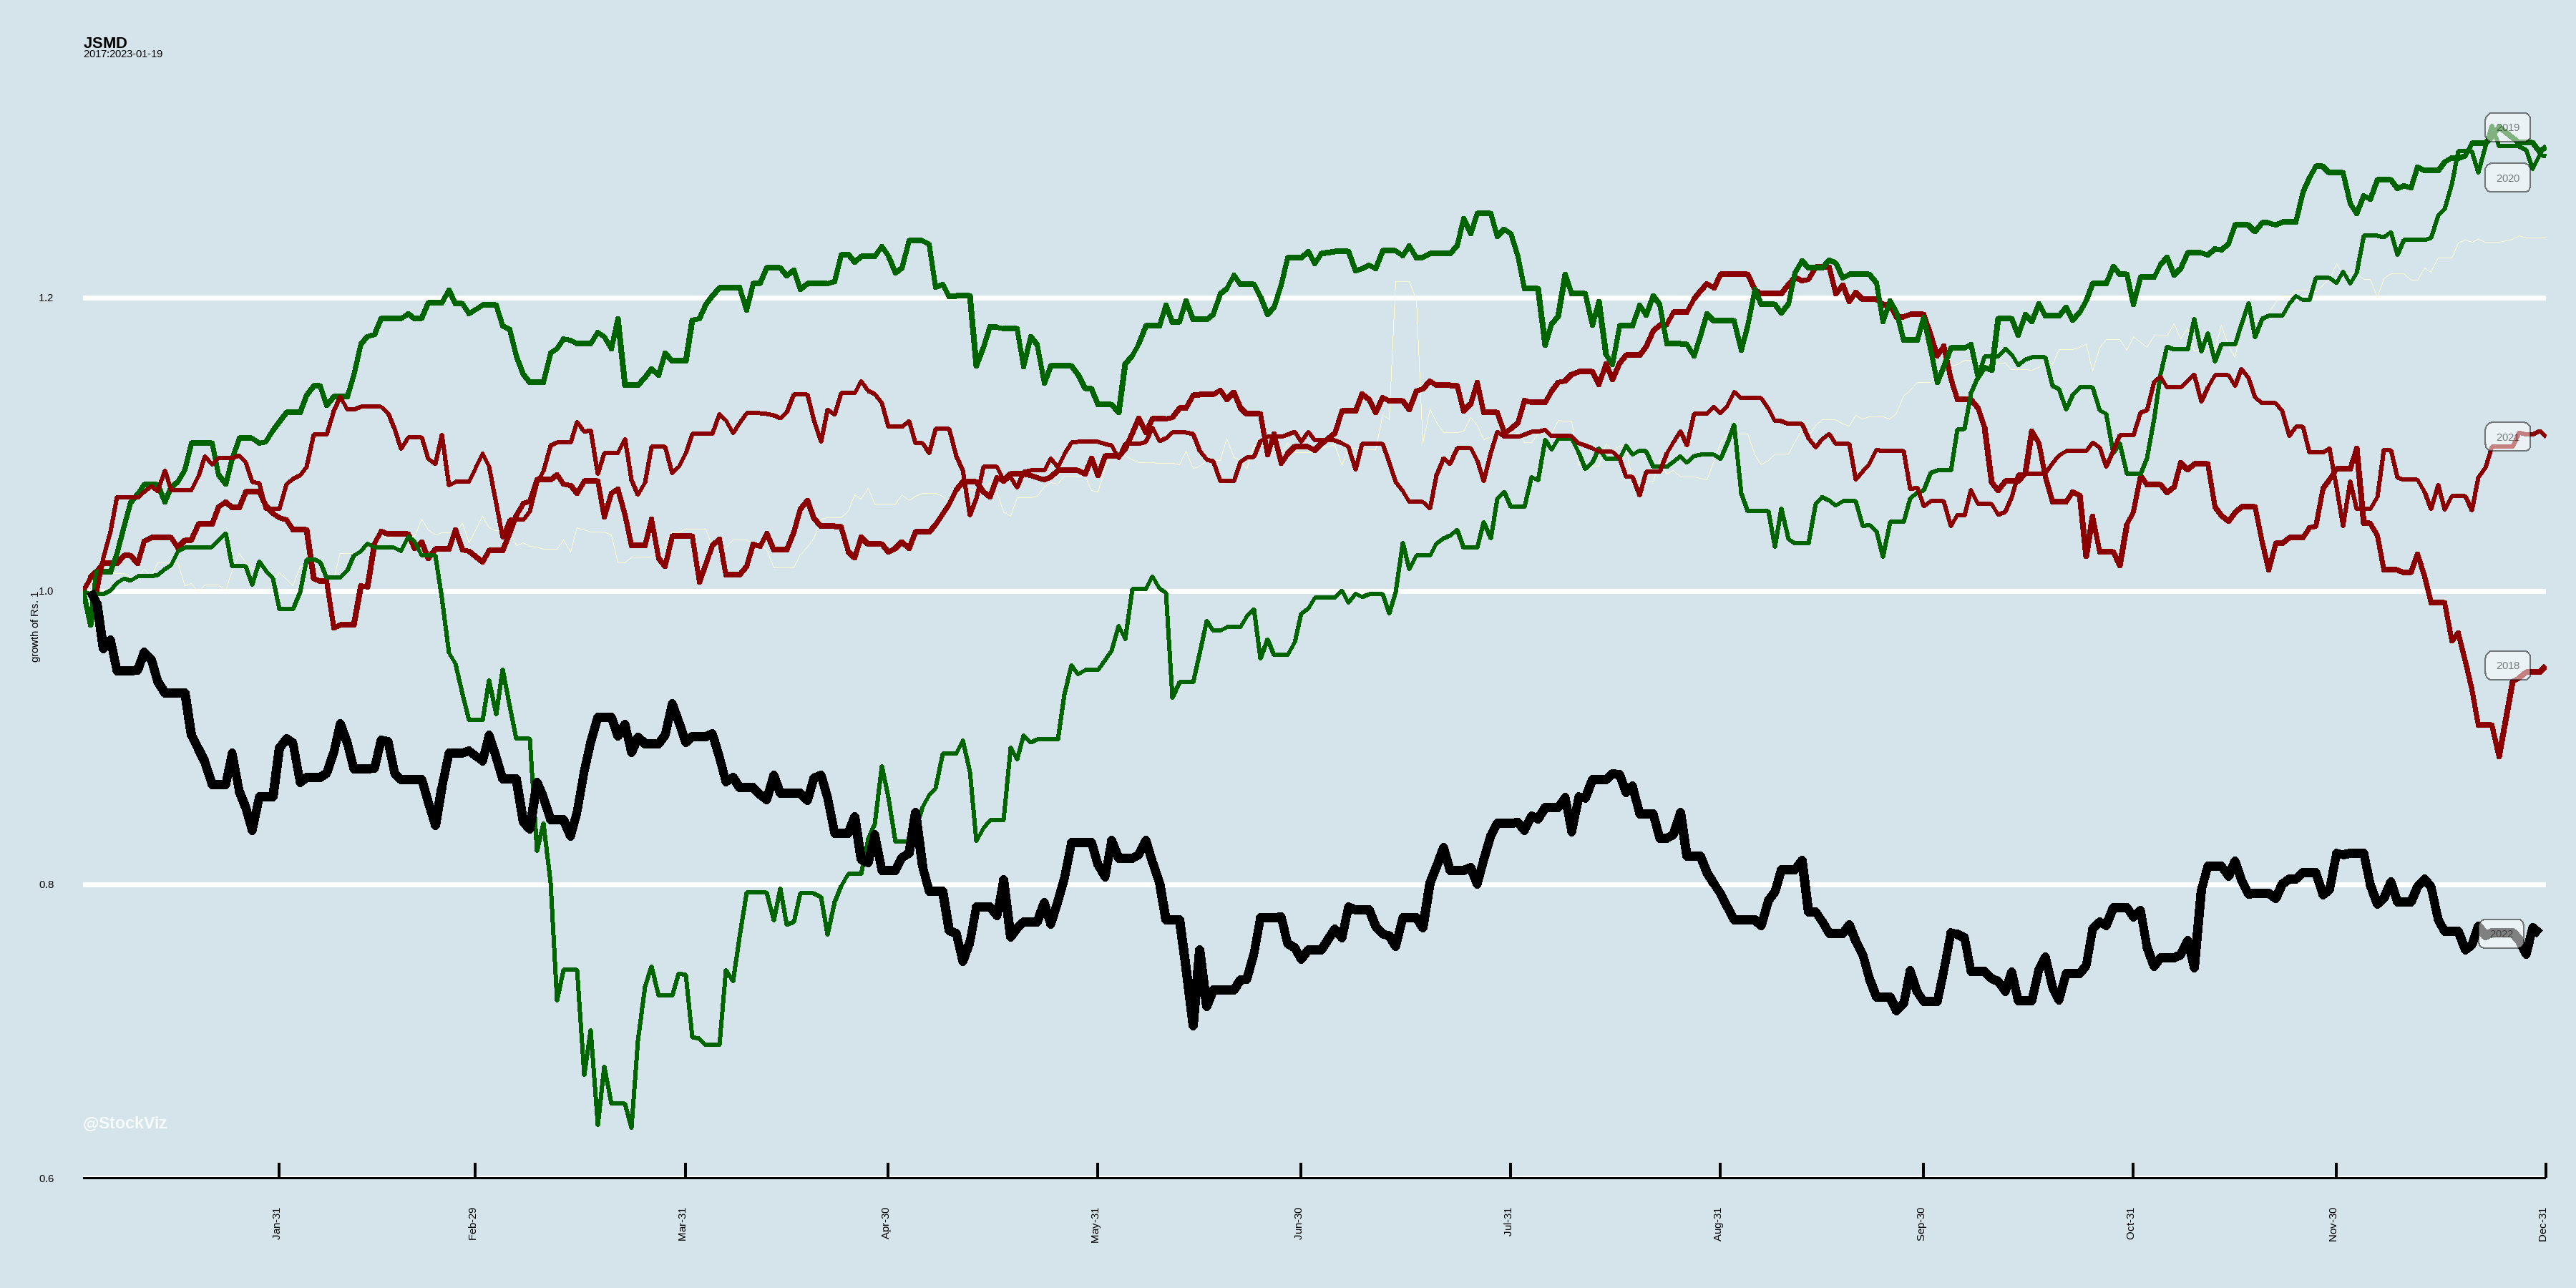 JSMD
2017:2023-01-19
2019
2020
1.2
2021
growth of Rs. 1
1.0
2018
0.8
2022
@StockViz
0.6
Jan-31
Feb-29
Mar-31
Apr-30
May-31
Jun-30
Jul-31
Aug-31
Sep-30
Oct-31
Nov-30
Dec-31